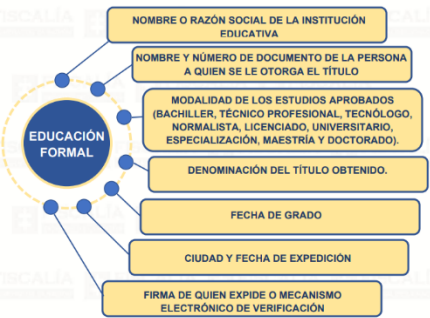 NOMBRE O RAZÓN SOCIAL DE LA INSTITUCIÓN
EDUCATIVA
NOMBRE Y NÚMERO DE DOCUMENTO DE LA PERSONA
A QUIEN SE LE OTORGA EL TÍTULO
MODALIDAD DE LOS ESTUDIOS APROBADOS
(BACHILLER, TÉCNICO PROFESIONAL, TECNÓLOGO,
NORMALISTA, LICENCIADO, UNIVERSITARIO,
ESPECIALIZACIÓN, MAESTRÍA Y DOCTORADO).
EDUCACIÓN
FORMAL
DENOMINACIÓN DEL TÍTULO OBTENIDO.
FECHA DE GRADO
CIUDAD Y FECHA DE EXPEDICIÓN
FIRMA DE QUIEN EXPIDE O MECANISMO
ELECTRÓNICO DE VERIFICACIÓN